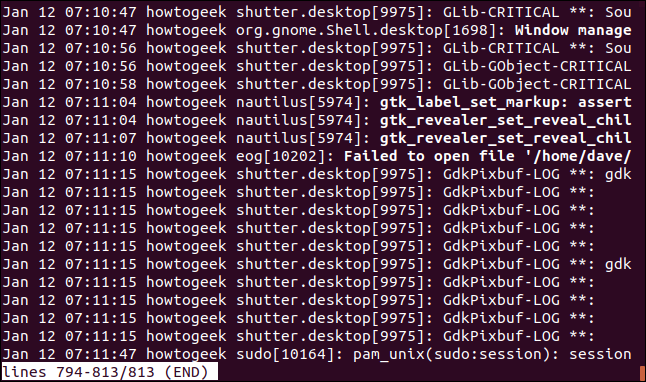 Jan 12 07:10:47 howtogeek shutter.desktop[9975]: GLib-CRITICAL **: Sou
Jan 12 07:10:47 howtogeek org.gnome.Shell.desktop[1698]: Window manage
Jan 12 07:10:56 howtogeek shutter.desktop[9975]: GLib-CRITICAL **: Sou
Jan 12 07:10:56 howtogeek shutter.desktop[9975]: GLib-GObject-CRITICAL
Jan 12 07:10:58 howtogeek shutter.desktop[9975]: GLib-GObject-CRITICAL
Jan 12 07:11:04 howtogeek nautilus[5974]: gtk_label_set_markup: assert
Jan 12 07:11:04 howtogeek nautilus[5974]: gtk_revealer_set_reveal_chil
Jan 12 07:11:07 howtogeek nautilus[5974]: gtk_revealer_set_reveal_chil
Jan 12 07:11:10 howtogeek eog[10202]: Failed to open file '/home/dave/
Jan 12 07:11:15 howtogeek shutter.desktop[9975]: GdkPixbuf-LOG **: gdk
Jan 12 07:11:15 howtogeek shutter.desktop[9975]: GdkPixbuf-LOG **:
Jan 12 07:11:15 howtogeek shutter.desktop[9975]: GdkPixbuf-LOG **:
Jan 12 07:11:15 howtogeek shutter.desktop[9975]: GdkPixbuf-LOG **:
Jan 12 07:11:15 howtogeek shutter.desktop[9975]: GdkPixbuf-LOG **:
Jan 12 07:11:15 howtogeek shutter.desktop[9975]: GdkPixbuf-LOG **: gdk
Jan 12 07:11:15 howtogeek shutter.desktop[9975]: GdkPixbuf-LOG **:
Jan 12 07:11:15 howtogeek shutter.desktop[9975]: GdkPixbuf-LOG **:
Jan 12 07:11:15 howtogeek shutter.desktop[9975]: GdkPixbuf-LOG **:
Jan 12 07:11:15 howtogeek shutter.desktop[9975]: GdkPixbuf-LOG **:
Jan 12 07:11:47 howtogeek sudo[10164]: pam_unix(sudo:session): session
lines 794-813/813 (END)